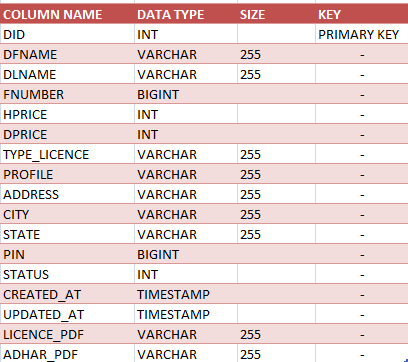 COLUMN NAME DATA TYPE SIZE KEY
DID INT PRIMARY KEY
DFNAME VARCHAR 255 -
DLNAME VARCHAR 255 -
FNUMBER BIGINT -
HPRICE INT -
DPRICE INT -
TYPE_LICENCE VARCHAR 255 -
PROFILE VARCHAR 255 -
ADDRESS VARCHAR 255 -
CITY VARCHAR 255 -
STATE VARCHAR 255 -
PIN BIGINT -
STATUS INT -
CREATED_AT TIMESTAMP -
UPDATED_AT TIMESTAMP -
LICENCE_PDF VARCHAR 255 -
ADHAR_PDF VARCHAR 255 -